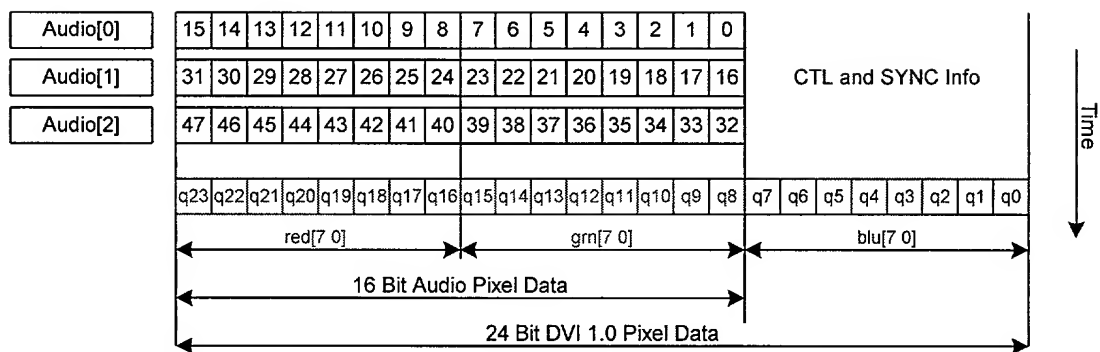 Audio[0] 15 14 13 12 11 10 9 8 7 6 5 4 3 2 1 0
Audio[1] 31 30 29 28 27 26 25 24 23 22 21 20 19 18 17 16 CTL and SYNC Info
Audio[2] 47 46 45 44 43 42 41 40 39 38 37 36 35 34 33 32
Time
q23 q22 q21 q20 q19 q18 q17 q16 q15 q14 q13 q12 q11 q10 q9 q8 q7 q6 q5 q4 q3 q2 q1 q0
red[7 0] grn[7 0] blu[7 0]
16 Bit Audio Pixel Data
24 Bit DVI 1.0 Pixel Data